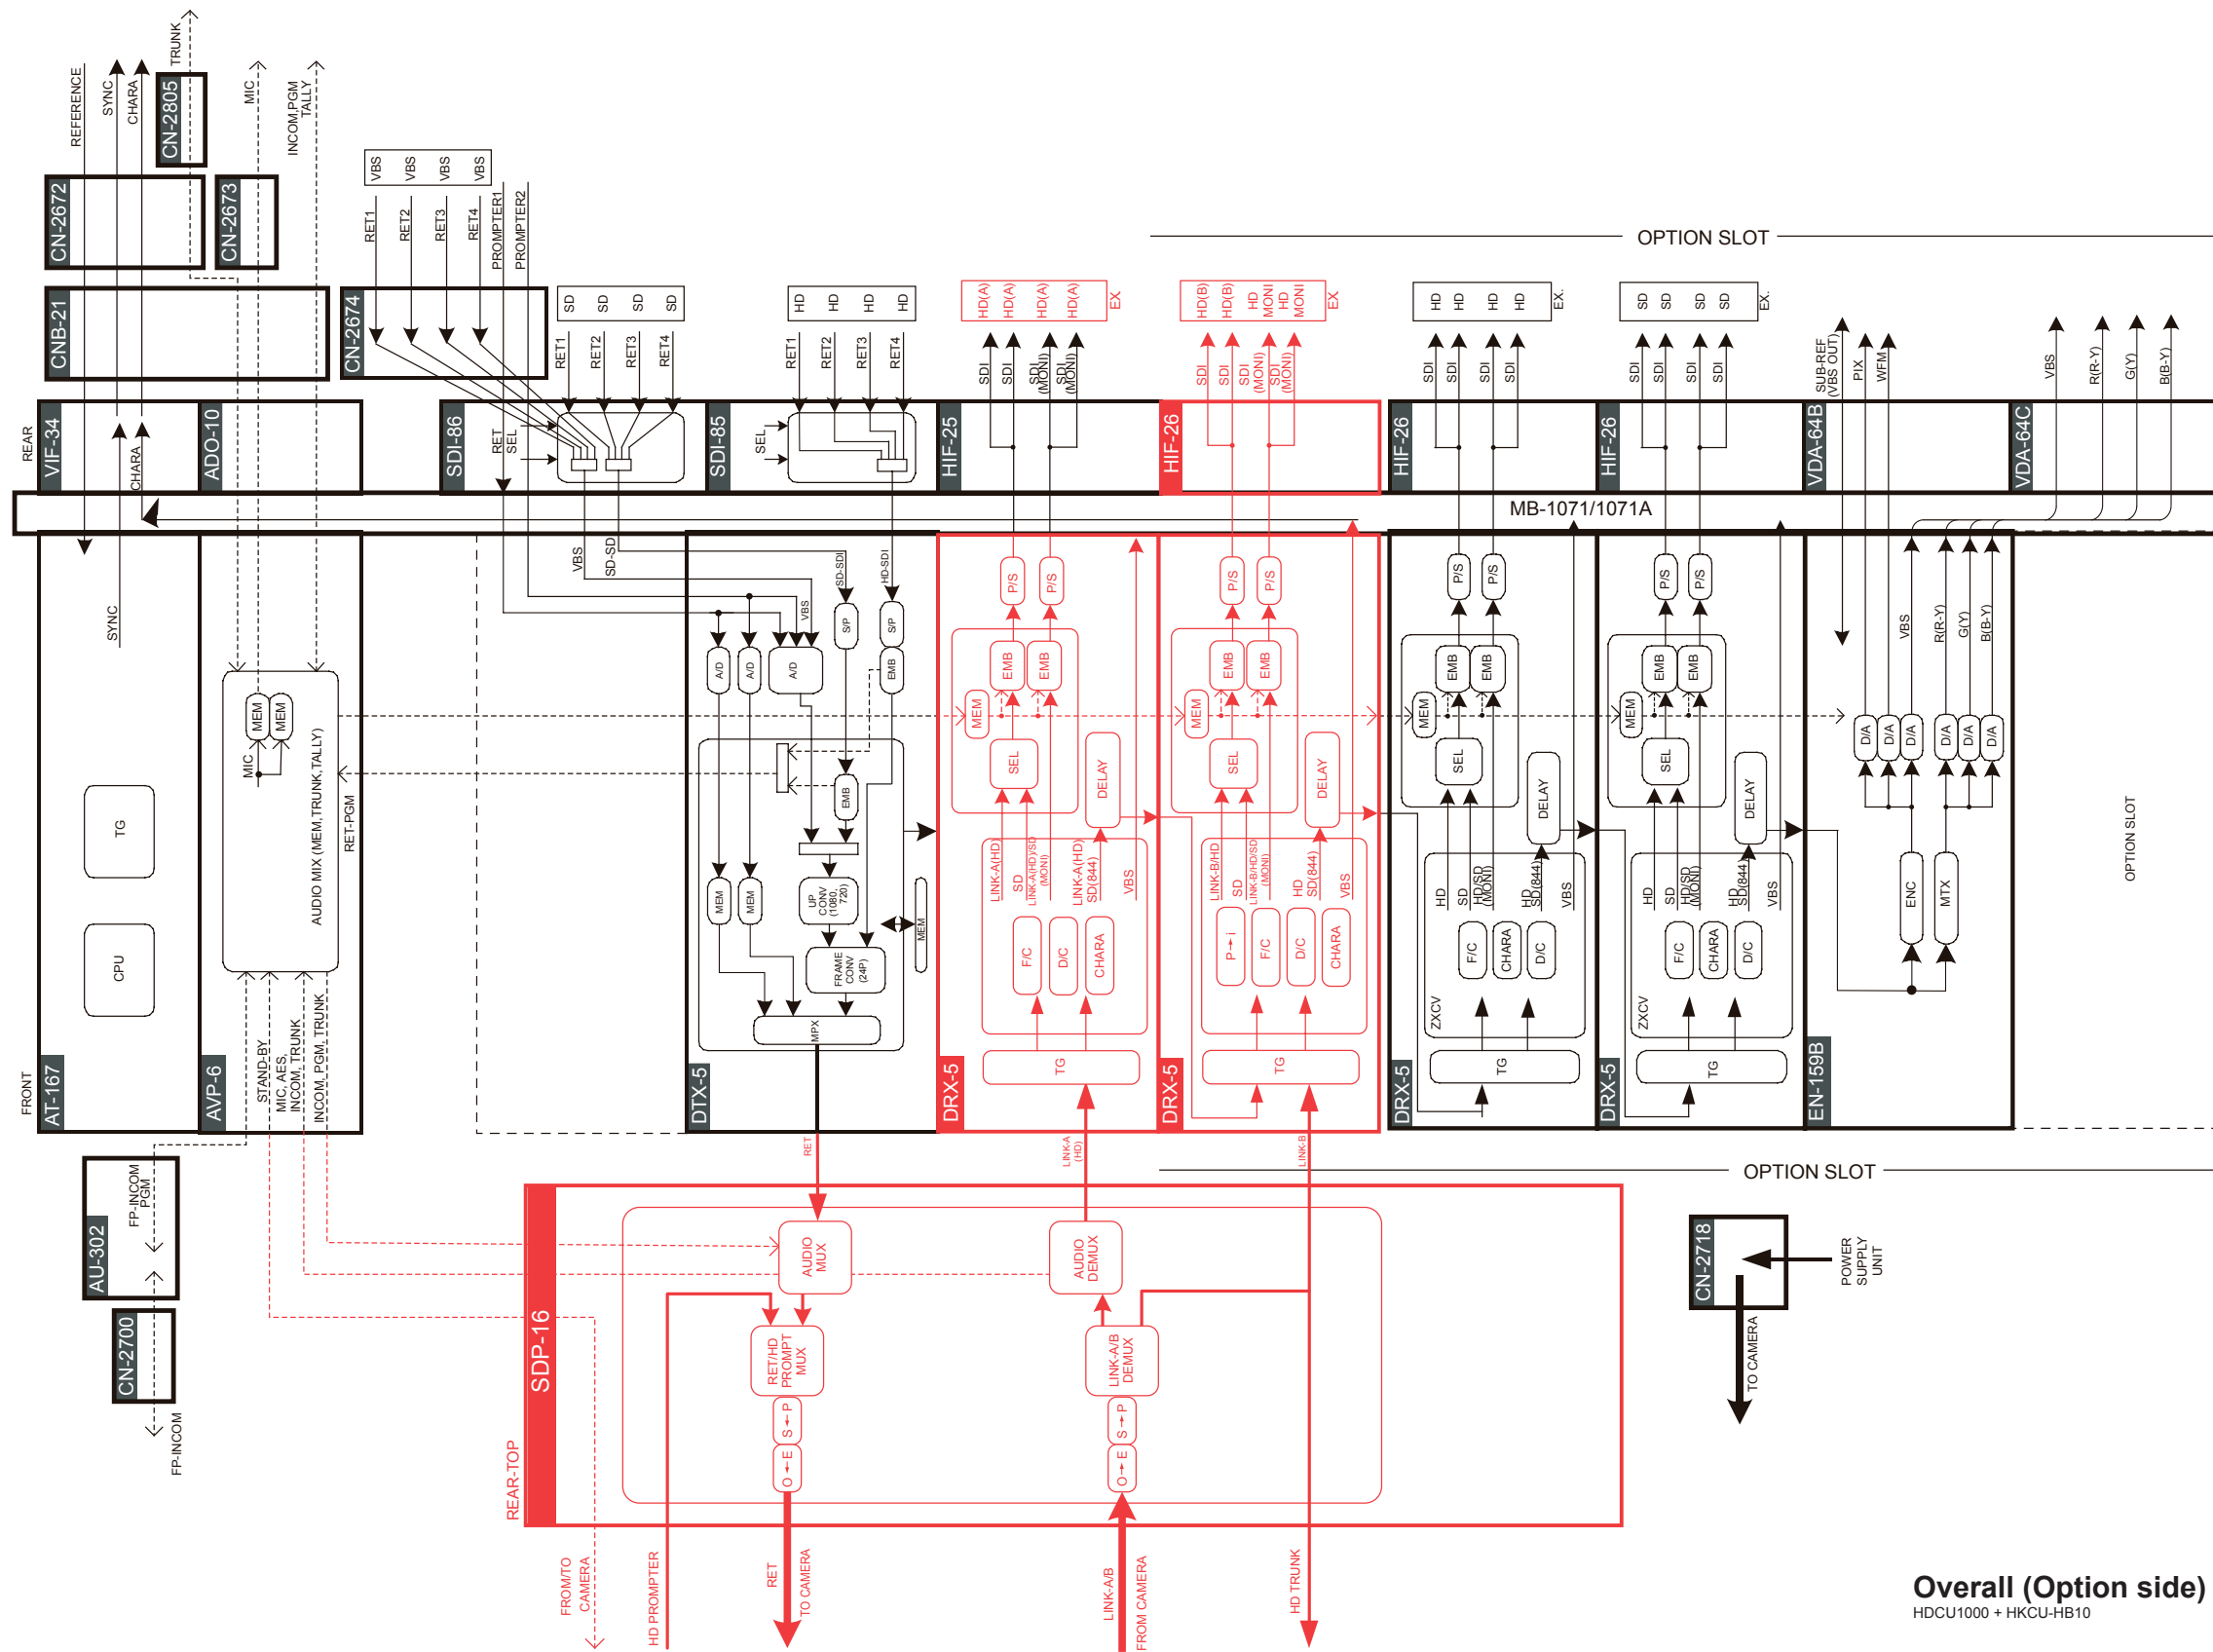 TRUNK
CN-2805
REFERENCE
SYNC
CHARA
MIC
INCOM,PGM
TALLY
CN-2672
CN-2673
VBS
VBS
VBS
VBS
RET1
RET2
RET3
RET4
PROMPTER1
PROMPTER2
OPTION SLOT
CNB-21
CN-2674
SD
SD
SD
SD
RET1
RET2
RET3
RET4
HD
HD
HD
HD
RET1
RET2
RET3
RET4
HD(A)
HD(A)
HD(A)
HD(A)
EX
SDI
SDI
SDI
(MONI)
SDI
(MONI)
HD(B)
HD(B)
HD
MONI
HD
MONI
EX
SDI
SDI
SDI
(MONI)
SDI
(MONI)
HD
HD
HD
HD
EX.
SDI
SDI
SDI
SDI
SD
SD
SD
SD
EX.
SDI
SDI
SDI
SDI
SUB-REF
(VBS OUT)
PIX
WFM
VBS
R(R-Y)
G(Y)
B(B-Y)
REAR
VIF-34
CHARA
ADO-10
SDI-86
RET
SEL
SDI-85
SEL
HIF-25
HIF-26
HIF-26
HIF-26
VDA-64B
VDA-64C
MB-1071/1071A
SYNC
VBS
SD-SDI
SD-SDI
HD-SDI
VBS
S/P
S/P
A/D
A/D
A/D
EMB
P/S
P/S
P/S
P/S
P/S
P/S
P/S
P/S
EMB
EMB
EMB
EMB
EMB
EMB
EMB
EMB
MEM
MEM
MEM
MEM
SEL
SEL
SEL
SEL
VBS
R(R-Y)
G(Y)
B(B-Y)
D/A
D/A
D/A
D/A
D/A
D/A
MEM
MEM
MIC
AUDIO MIX (MEM,TRUNK,TALLY)
RET-PGM
TG
CPU
EMB
MEM
MEM
UP
CONV
(1080,
720)
FRAME
CONV
(24P)
MEM
MPX
DELAY
LINK-A(HD)
SD
LINK-A(HD)/SD
(MONI)
LINK-A(HD)
SD(844)
VBS
F/C
D/C
CHARA
TG
DELAY
LINK-B/HD
SD
LINK-B/HD/SD
(MONI)
HD
SD(844)
VBS
P→i
F/C
D/C
CHARA
TG
DELAY
HD
SD
HD/SD
(MONI)
HD
SD(844)
VBS
F/C
CHARA
D/C
ZXCV
TG
DELAY
HD
SD
HD/SD
(MONI)
HD
SD(844)
VBS
F/C
CHARA
D/C
ZXCV
TG
ENC
MTX
OPTION SLOT
FRONT
AT-167
AVP-6
STAND-BY
MIC, AES,
INCOM, TRUNK
INCOM, PGM, TRUNK
DTX-5
DRX-5
DRX-5
DRX-5
DRX-5
EN-159B
RET
LINK-A
(HD)
LINK-B
OPTION SLOT
AU-302
FP-INCOM
PGM
CN-2700
FP-INCOM
REAR-TOP
SDP-16
AUDIO
MUX
AUDIO
DEMUX
RET/HD
PROMPT
MUX
LINK-A/B
DEMUX
S←P
O←E
S→P
O→E
CN-2718
POWER
SUPPLY
UNIT
TO CAMERA
FROM/TO
CAMERA
HD PROMPTER
RET
TO CAMERA
LINK-A/B
FROM CAMERA
HD TRUNK
Overall (Option side)
HDCU1000 + HKCU-HB10